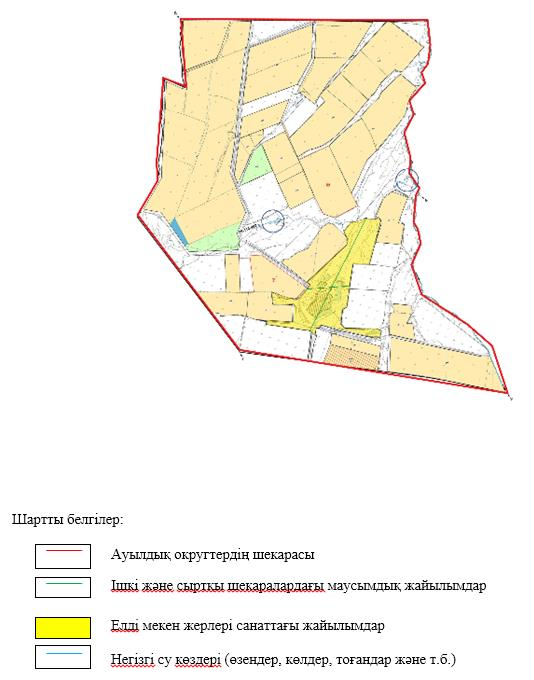 Шартты белгілер:
Ауылдық округтердің шекарасы
Ішкі және сыртқы шекаралардағы маусымдық жайылымдар
Елді мекен жерлері санаттағы жайылымдар
Негізгі су көздері (өзендер, көлдер, тоғандар және т.б.)